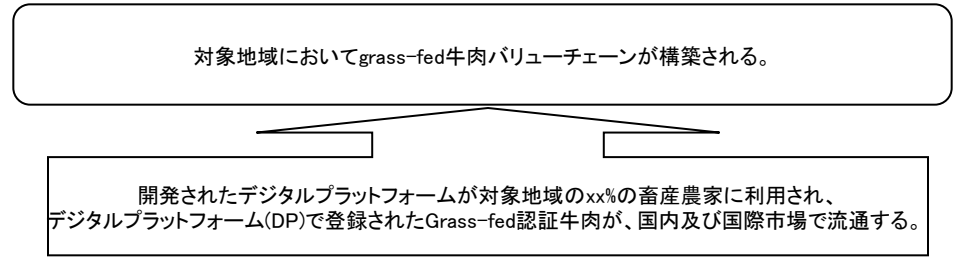 対象地域においてgrass-fed牛肉バリューチェーンが構築される。
開発されたデジタルプラットフォームが対象地域のxx%の畜産農家に利用され、
デジタルプラットフォーム(DP)で登録されたGrass-fed認証牛肉が、国内及び国際市場で流通する。